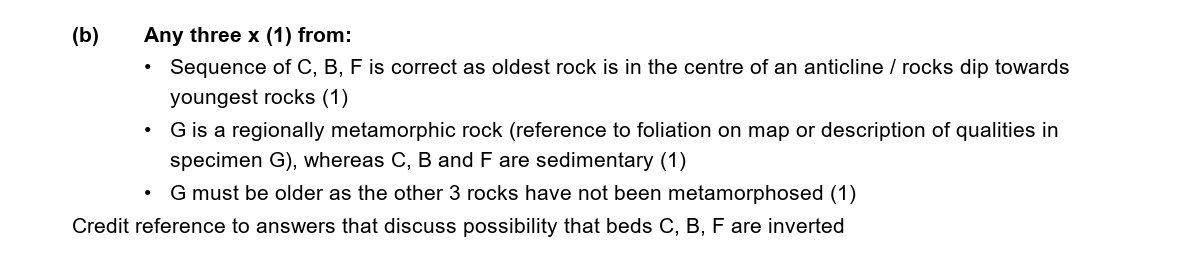 (b) Any three x (1) from:
• Sequence of C, B, F is correct as oldest rock is in the centre of an anticline / rocks dip towards
youngest rocks (1)
• G is a regionally metamorphic rock (reference to foliation on map or description of qualities in
specimen G), whereas C, B and F are sedimentary (1)
• G must be older as the other 3 rocks have not been metamorphosed (1)
Credit reference to answers that discuss possibility that beds C, B, F are inverted